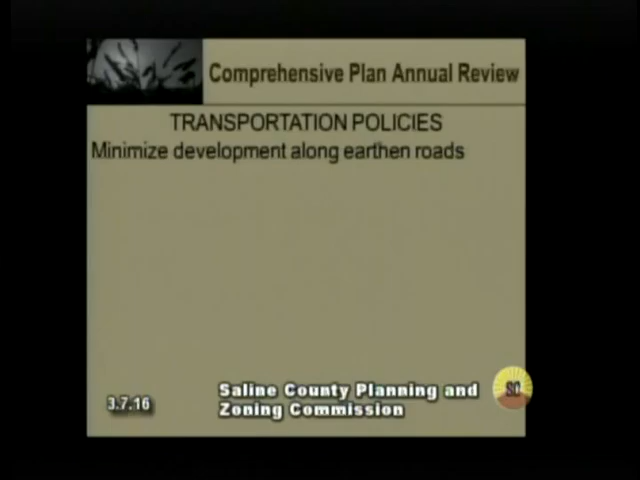 Comprehensive Plan Annual Review
TRANSPORTATION POLICIES
Minimize development along earthen roads
Saline County Planning and
Zoning Commission
3.7.16
SC